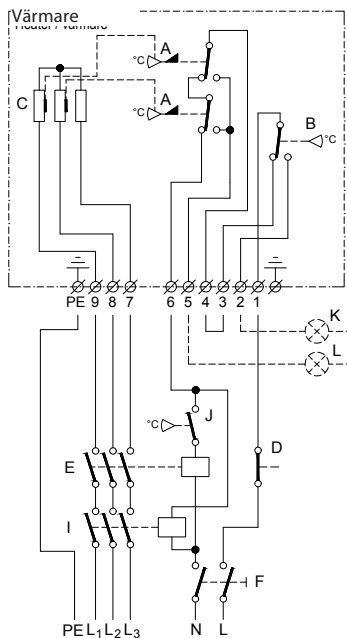 Värmare
Heater / Värmare
A
°C
C
A
°C
B
°C
PE 9 8 7 6 5 4 3 2 1
K
L
J
°C
D
E
I
F
PE L1 L2 L3 N L